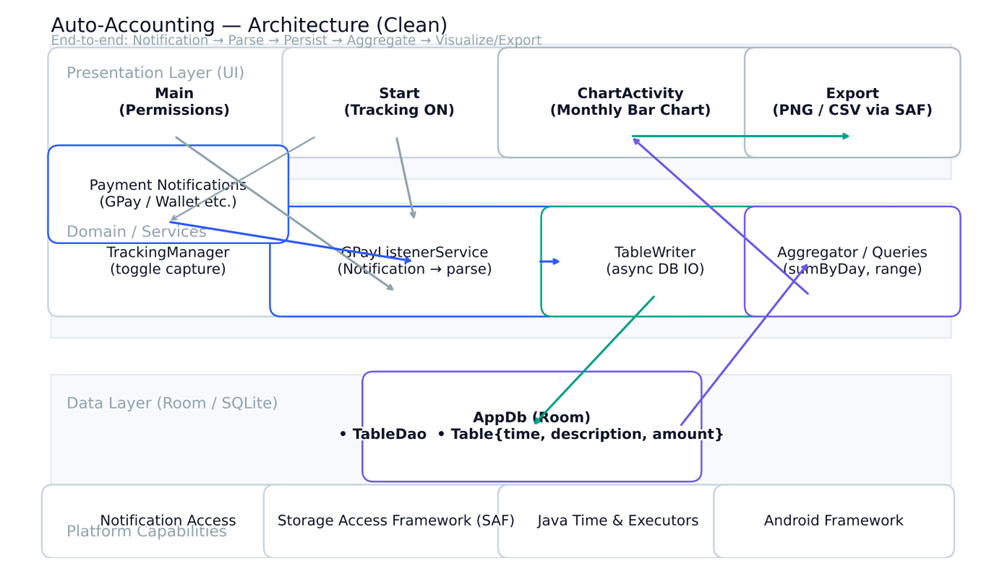 Auto-Accounting — Architecture (Clean)
End-to-end: Notification → Parse → Persist → Aggregate → Visualize/Export
Presentation Layer (UI)
Main
(Permissions)
Start
(Tracking ON)
ChartActivity
(Monthly Bar Chart)
Export
(PNG / CSV via SAF)
Payment Notifications
(GPay / Wallet etc.)
Domain / Services
TrackingManager
(toggle capture)
GPayListenerService
(Notification → parse)
TableWriter
(async DB IO)
Aggregator / Queries
(sumByDay, range)
Data Layer (Room / SQLite)
AppDb (Room)
• TableDao • Table{time, description, amount}
Notification Access
Storage Access Framework (SAF)
Java Time & Executors
Android Framework
Platform Capabilities